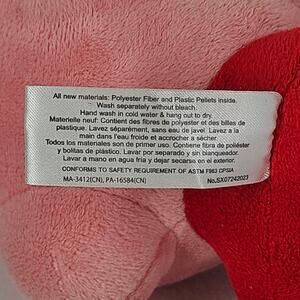 All new materials: Polyester Fiber and Plastic Pellets inside.
Wash separately without bleach.
Hand wash in cold water & hang out to dry.
Materielle neuf: Contient des fibres de polyester et des billes de
plastique. Lavez séparément, sans eau de javel. Lavez a la
main dans l'eau froide et accrocher a sécher.
Todos los materiales son de primer uso. Contiene fibra de poliéster
y bolitas de plástico. Lavar por separado y sin blanqueador.
Lavar a mano en agua fría y dejar secarse en el exterior.
CONFORMS TO SAFETY REQUIREMENT OF ASTM F963 CPSIA
MA-3412(CN), PA-16584(CN) No.SX07242023